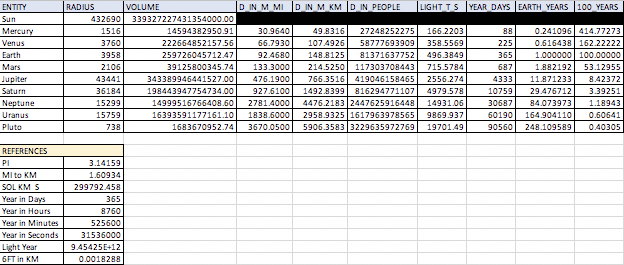 ENTITY RADIUS VOLUME D_IN_M_MI D_IN_M_KM D_IN_PEOPLE LIGHT_T_S YEAR_DAYS EARTH_YEARS 100_YEARS
Sun 432690 339327227431354000.00
Mercury 1516 14594382950.91 30.9640 49.8316 27248252275 166.2203 88 0.241096 414.77273
Venus 3760 222664852157.56 66.7930 107.4926 58777693909 358.5569 225 0.616438 162.22222
Earth 3958 259726045712.47 92.4680 148.8125 81371637752 496.3849 365 1.000000 100.00000
Mars 2106 39125800345.74 133.3000 214.5250 117303708443 715.5784 687 1.882192 53.12955
Jupiter 43441 343389946441527.00 476.1900 766.3516 419046158465 2556.274 4333 11.871233 8.42372
Saturn 36184 198443947754734.00 927.6100 1492.8399 816294771107 4979.578 10759 29.476712 3.39251
Neptune 15299 14999516766408.60 2781.4000 4476.2183 2447625916448 14931.06 30687 84.073973 1.18943
Uranus 15759 16393591177161.10 1838.6000 2958.9325 1617963978565 9869.937 60190 164.904110 0.60641
Pluto 738 1683670952.74 3670.0500 5906.3583 3229635972769 19701.49 90560 248.109589 0.40305
REFERENCES
PI 3.14159
MI to KM 1.60934
SOL KM S 299792.458
Year in Days 365
Year in Hours 8760
Year in Minutes 525600
Year in Seconds 31536000
Light Year 9.45425E+12
6FT in KM 0.0018288